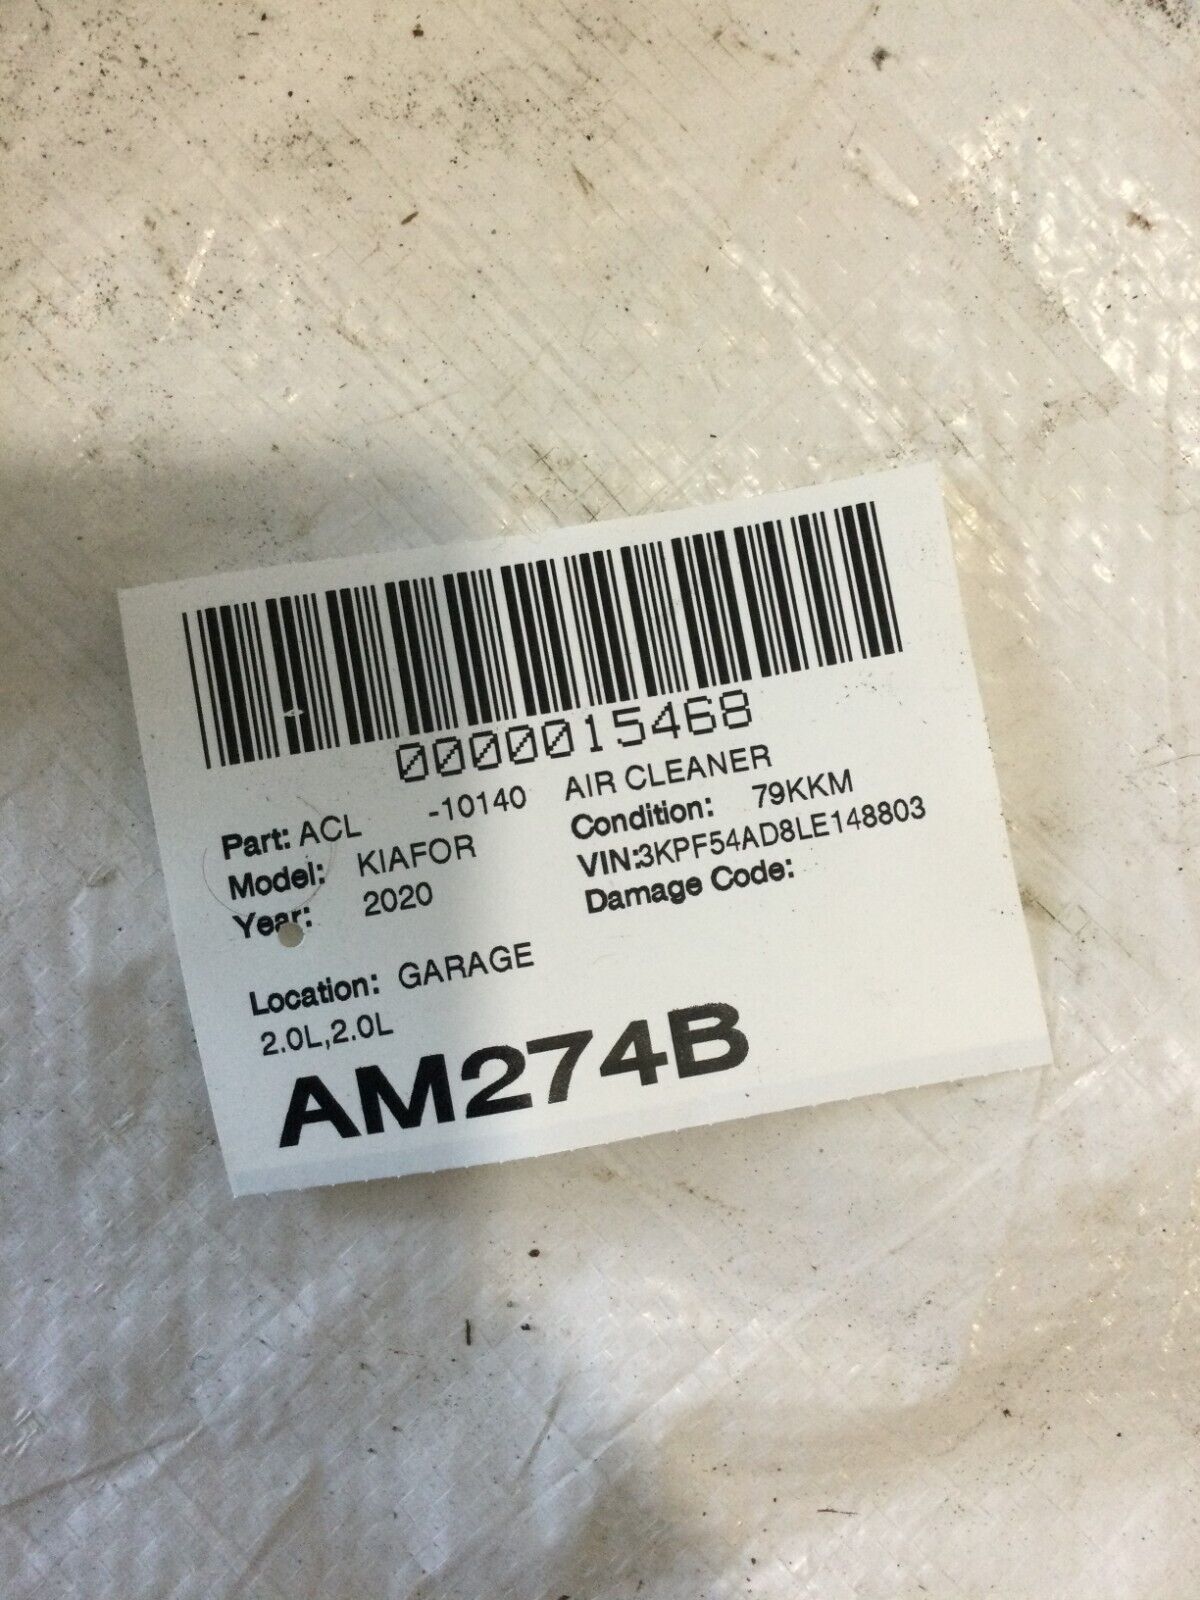 0000015468
Part: ACL -10140 AIR CLEANER
Model: KIAFOR Condition: 79KKM
Year: 2020 VIN:3KPF54AD8LE148803
Damage Code:
Location: GARAGE
2.0L,2.0L
AM274B